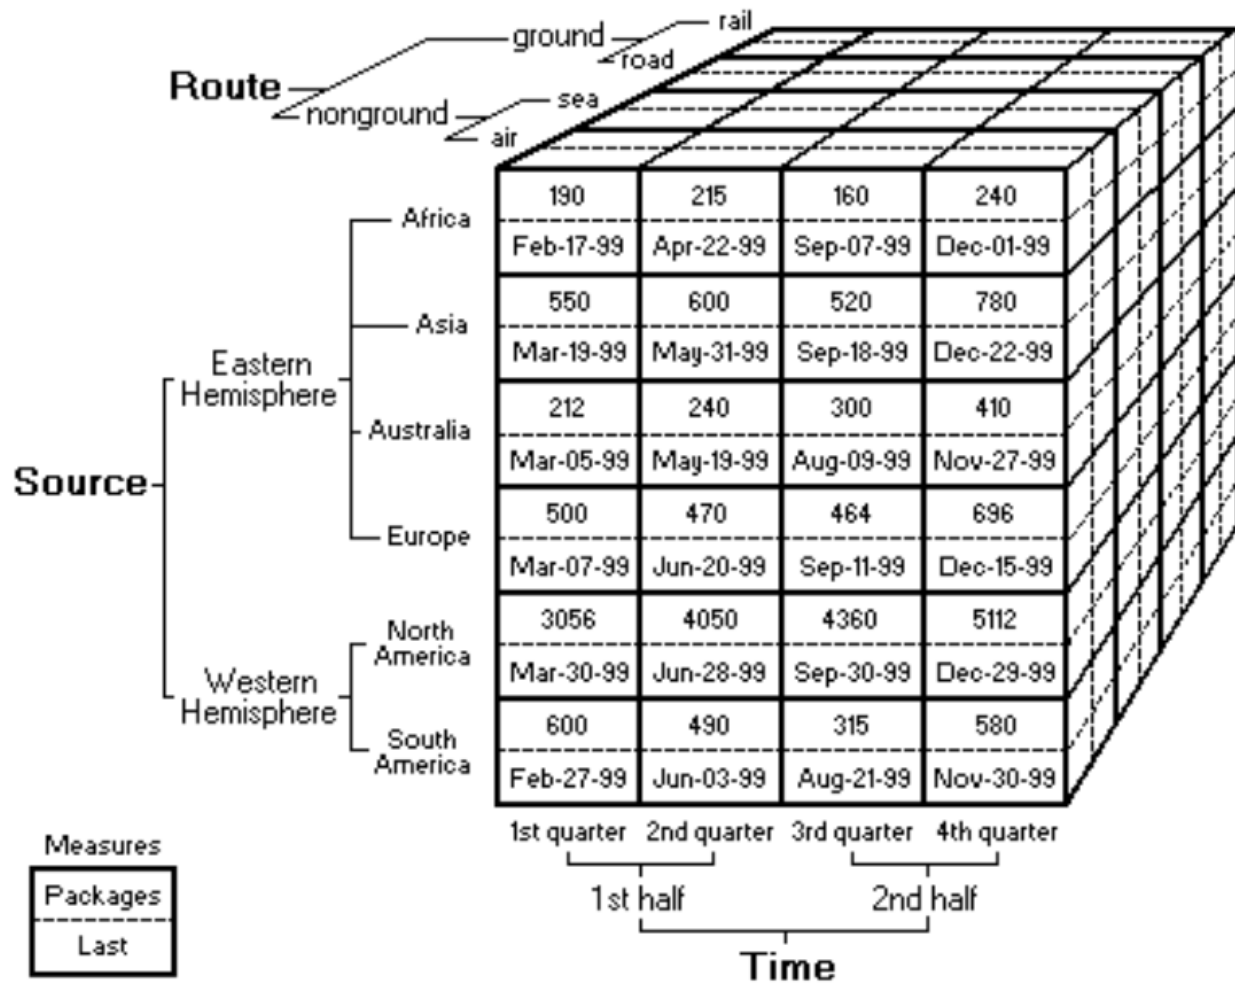 rail
ground
road
Route
sea
nonground
air
190 215 160 240
Africa
Feb-17-99 Apr-22-99 Sep-07-99 Dec-01-99
550 600 520 780
Asia
Mar-19-99 May-31-99 Sep-18-99 Dec-22-99
Eastern
Hemisphere
212 240 300 410
Australia
Mar-05-99 May-19-99 Aug-09-99 Nov-27-99
Source
500 470 464 696
Europe
Mar-07-99 Jun-20-99 Sep-11-99 Dec-15-99
3056 4050 4360 5112
North
America
Mar-30-99 Jun-28-99 Sep-30-99 Dec-29-99
Western
Hemisphere
600 490 315 580
South
America
Feb-27-99 Jun-03-99 Aug-21-99 Nov-30-99
1st quarter 2nd quarter 3rd quarter 4th quarter
Measures
Packages
Last
1st half 2nd half
Time